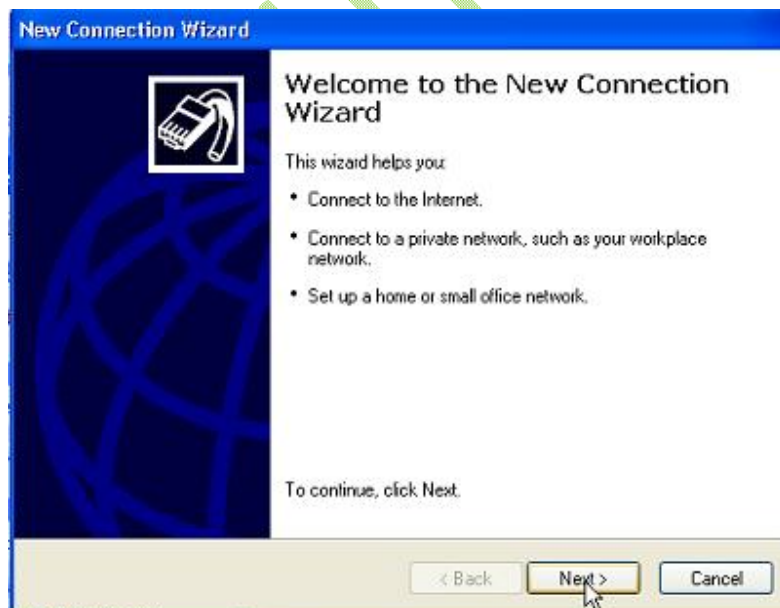 New Connection Wizard
Welcome to the New Connection
Wizard
This wizard helps you:
• Connect to the Internet.
• Connect to a private network, such as your workplace
network.
• Set up a home or small office network.
To continue, click Next.
< Back Next > Cancel